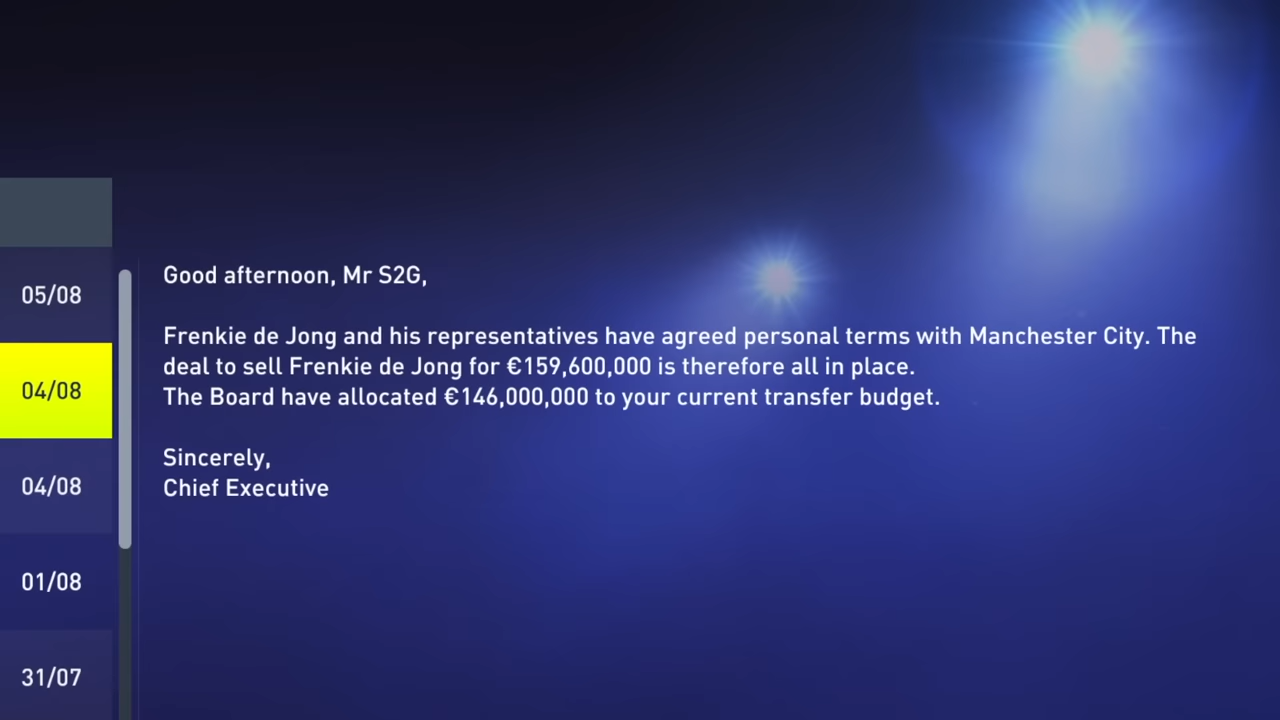 05/08
04/08
04/08
01/08
31/07
Good afternoon, Mr S2G,
Frenkie de Jong and his representatives have agreed personal terms with Manchester City. The
deal to sell Frenkie de Jong for €159,600,000 is therefore all in place.
The Board have allocated €146,000,000 to your current transfer budget.
Sincerely,
Chief Executive